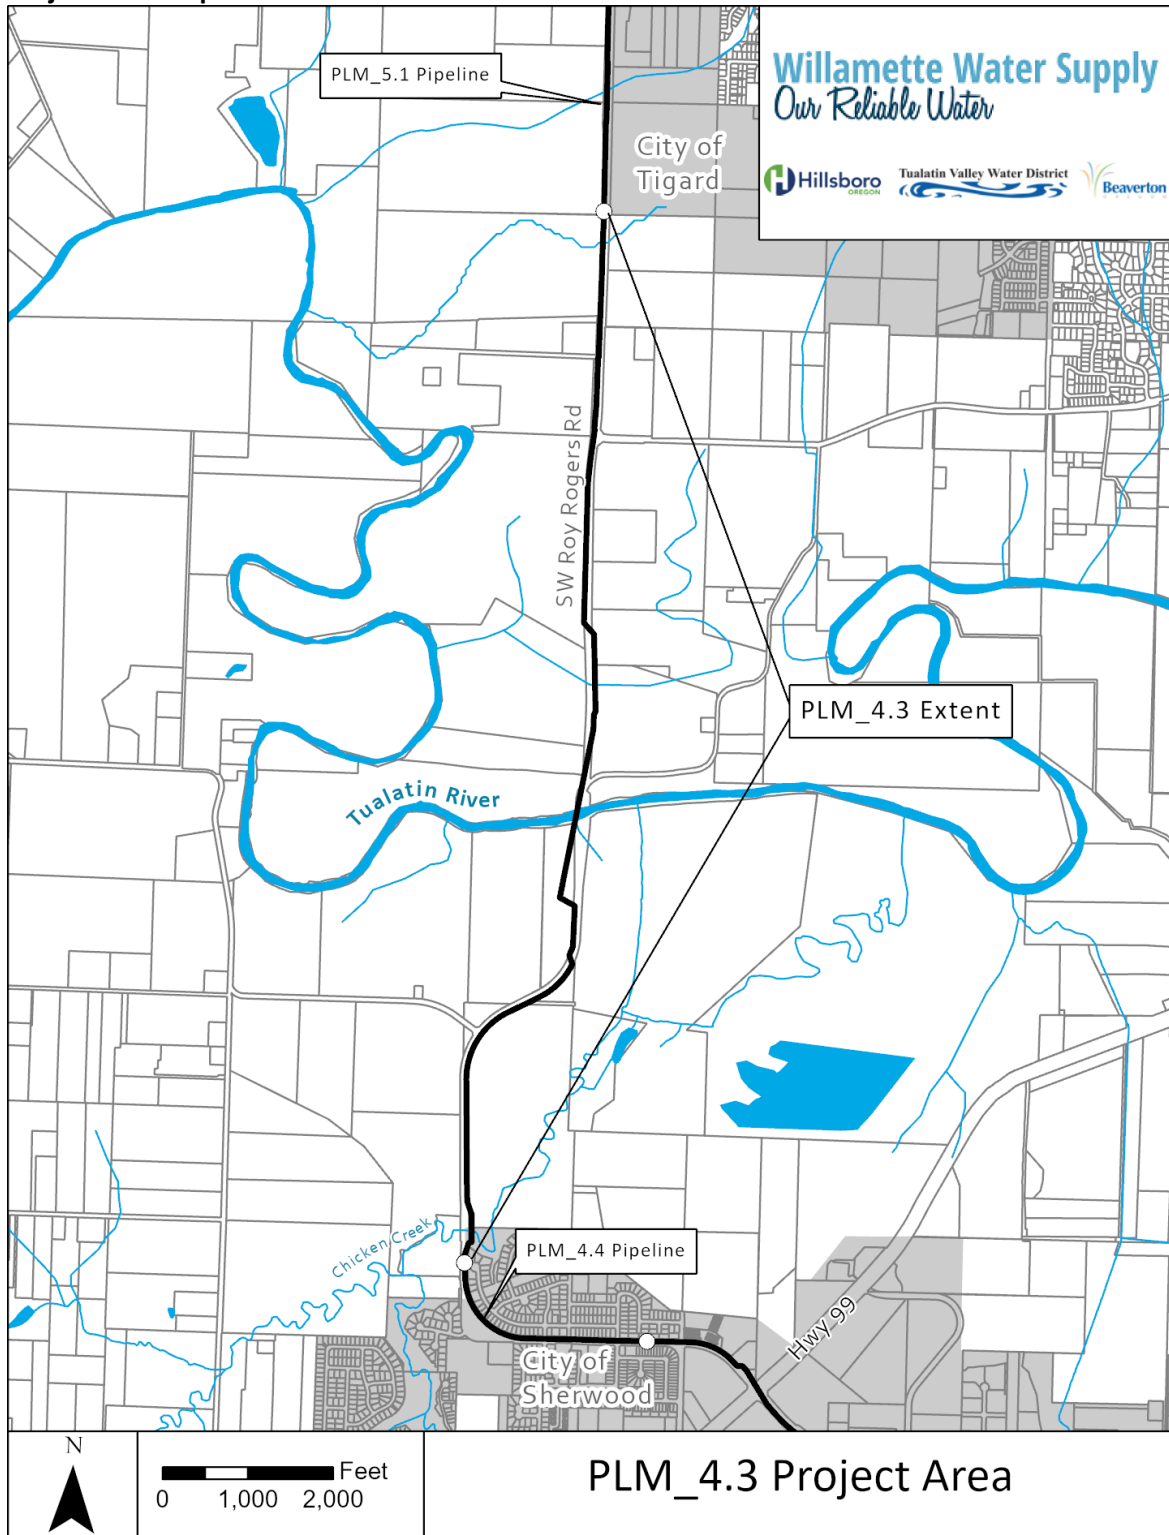 PLM_5.1 Pipeline
Willamette Water Supply
Our Reliable Water
City of
Tigard
Hillsboro
OREGON
Tualatin Valley Water District
Beaverton
OREGON
SW Roy Rogers Rd
PLM_4.3 Extent
Tualatin River
Chicken Creek
PLM_4.4 Pipeline
Hwy 99
City of
Sherwood
N
Feet
0 1,000 2,000
PLM_4.3 Project Area